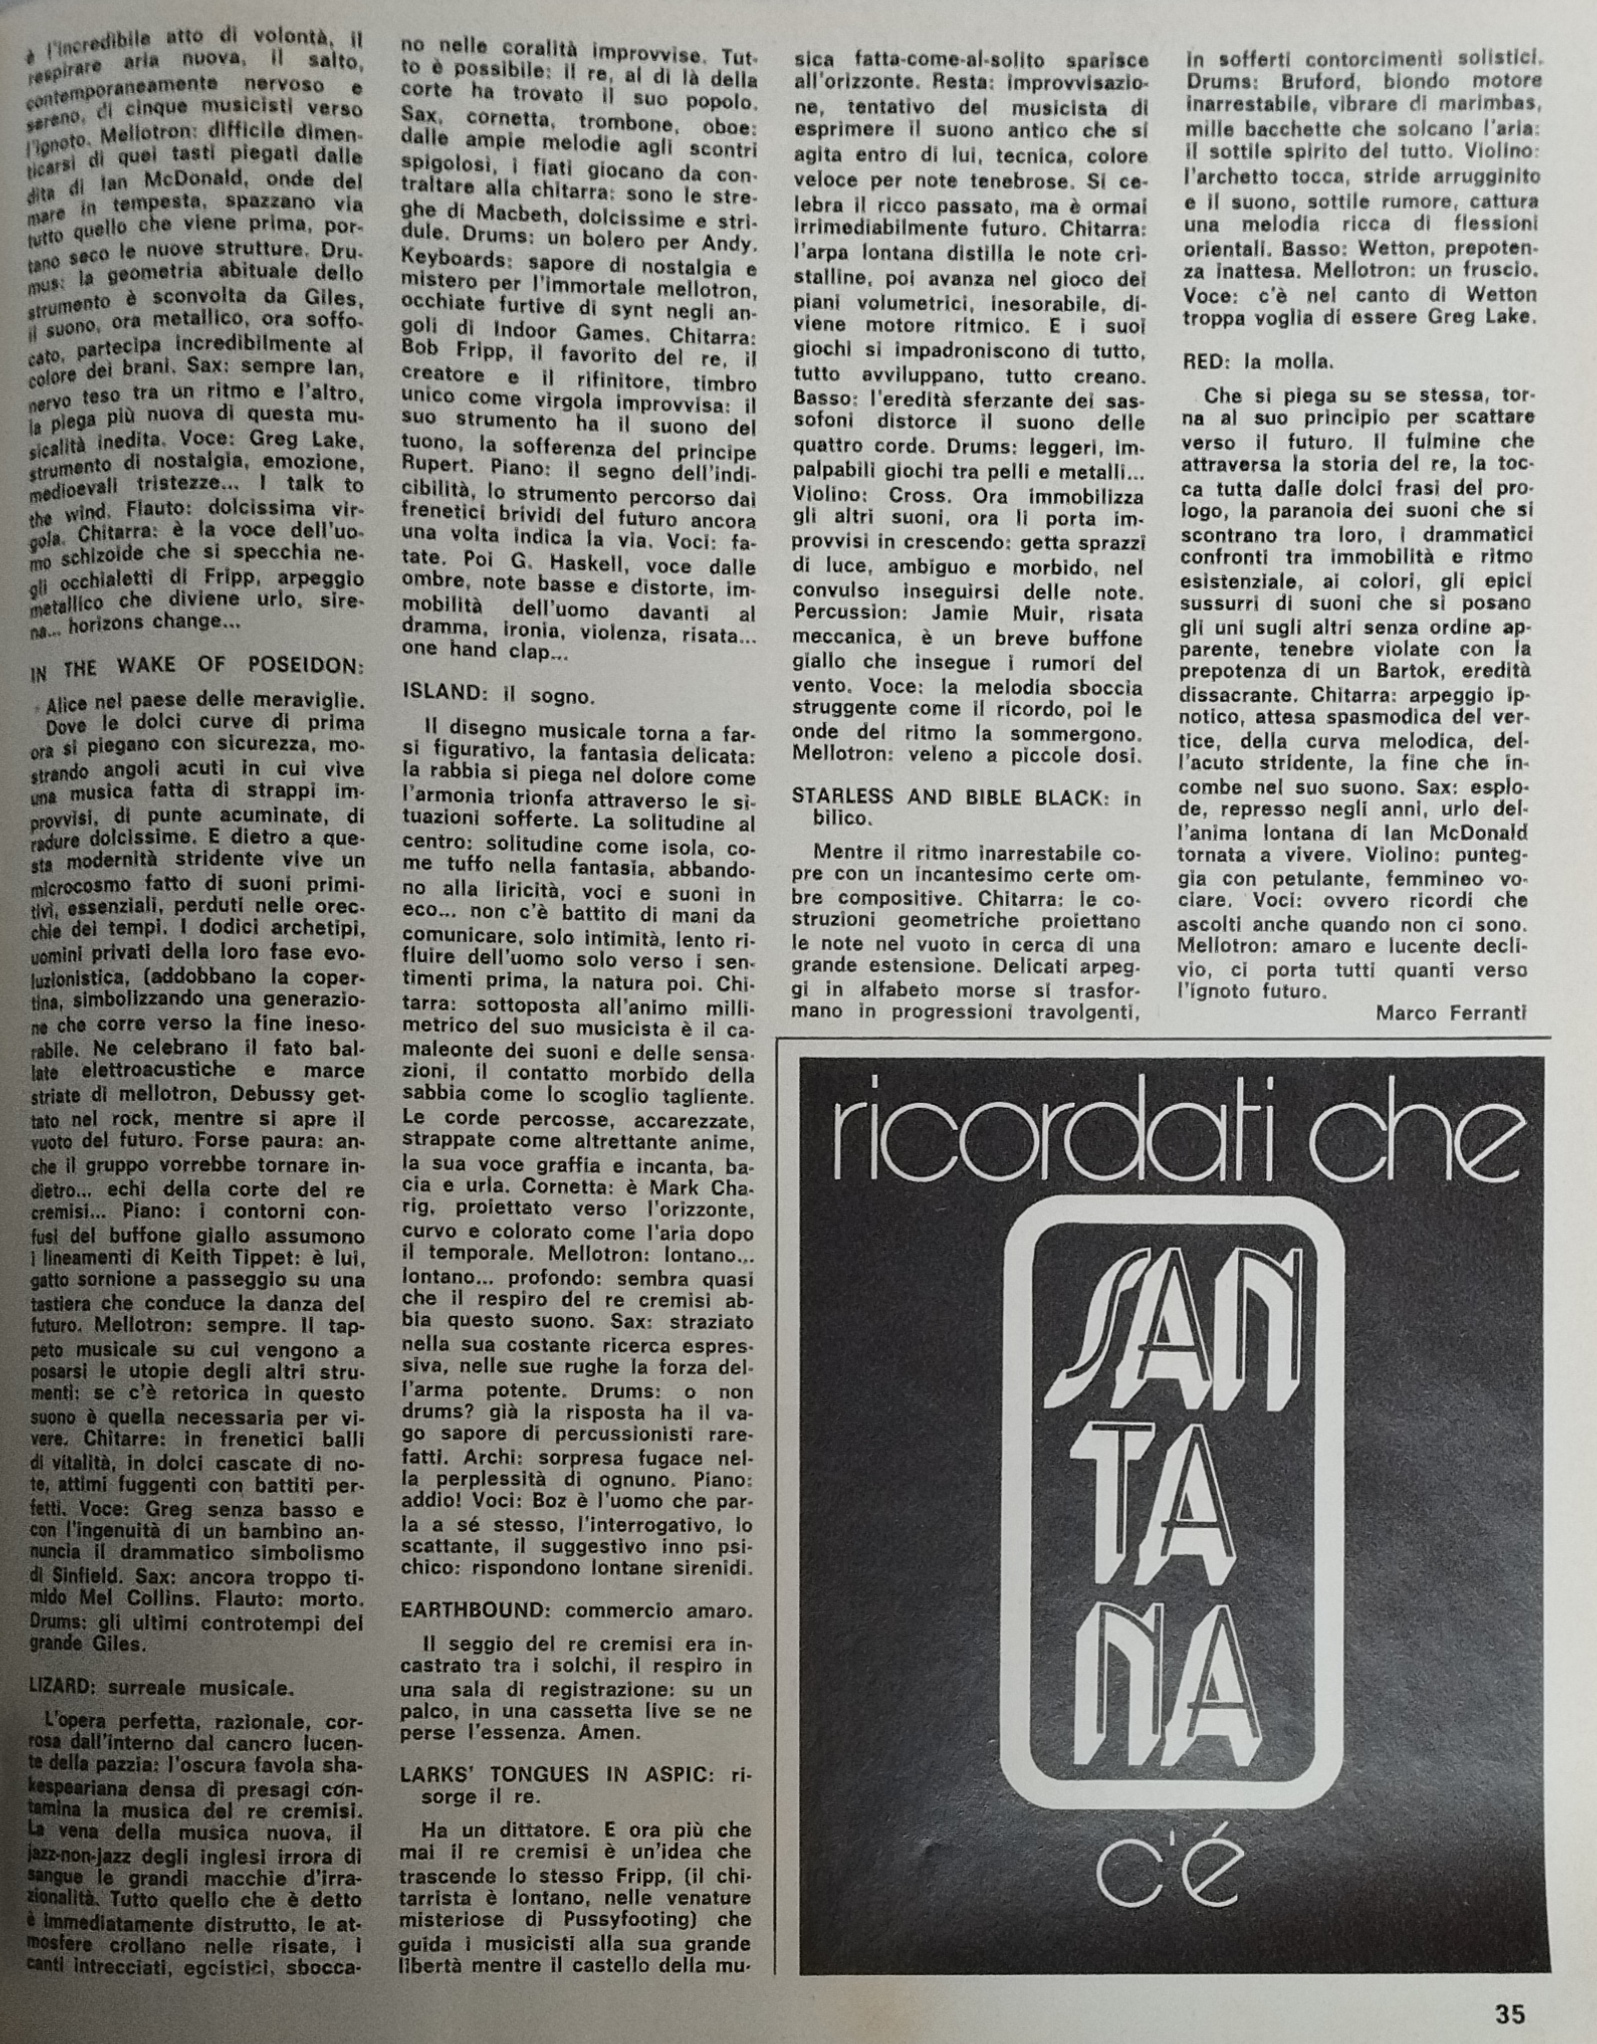 è l'incredibile atto di volontà, il
respirare aria nuova, il salto,
contemporaneamente nervoso e
sereno, di cinque musicisti verso
l'ignoto. Mellotron: difficile dimen-
ticarsi di quei tasti piegati dalle
dita di Ian McDonald, onde del
mare in tempesta, spazzano via
tutto quello che viene prima, por-
tano seco le nuove strutture. Dru-
mus: la geometria abituale dello
strumento è sconvolta da Giles,
il suono, ora metallico, ora soffo-
cato, partecipa incredibilmente al
colore dei brani. Sax: sempre Ian,
nervo teso tra un ritmo e l'altro,
la piega più nuova di questa mu-
sicalità inedita. Voce: Greg Lake,
strumento di nostalgia, emozione,
medioevali tristezze... I talk to
the wind. Flauto: dolcissima vir-
gola. Chitarra: è la voce dell'uo-
mo schizoide che si specchia ne-
gli occhialetti di Fripp, arpeggio
metallico che diviene urlo, sire-
na... horizons change...
IN THE WAKE OF POSEIDON:
Alice nel paese delle meraviglie.
Dove le dolci curve di prima
ora si piegano con sicurezza, mo-
strando angoli acuti in cui vive
una musica fatta di strappi im-
provvisi, di punte acuminate, di
radure dolcissime. E dietro a que-
sta modernità stridente vive un
microcosmo fatto di suoni primi-
tivi, essenziali, perduti nelle orec-
chie dei tempi. I dodici archetipi,
uomini privati della loro fase evo-
luzionistica, (addobbano la coper-
tina, simbolizzando una generazio-
ne che corre verso la fine ineso-
rabile. Ne celebrano il fato bal-
late elettroacustiche e marce
striate di mellotron, Debussy get-
tato nel rock, mentre si apre il
vuoto del futuro. Forse paura: an-
che il gruppo vorrebbe tornare in-
dietro... echi della corte del re
cremisi... Piano: i contorni con-
fusi del buffone giallo assumono
i lineamenti di Keith Tippet: è lui,
gatto sornione a passeggio su una
tastiera che conduce la danza del
futuro. Mellotron: sempre. Il tap-
peto musicale su cui vengono a
posarsi le utopie degli altri stru-
menti: se c'è retorica in questo
suono è quella necessaria per vi-
vere. Chitarre: in frenetici balli
di vitalità, in dolci cascate di no-
te, attimi fuggenti con battiti per-
fetti. Voce: Greg senza basso e
con l'ingenuità di un bambino an-
nuncia il drammatico simbolismo
di Sinfield. Sax: ancora troppo ti-
mido Mel Collins. Flauto: morto.
Drums: gli ultimi controtempi del
grande Giles.
LIZARD: surreale musicale.
L'opera perfetta, razionale, cor-
rosa dall'interno dal cancro lucen-
te della pazzia: l'oscura favola sha-
kespeariana densa di presagi con-
tamina la musica del re cremisi.
La vena della musica nuova, il
jazz-non-jazz degli inglesi irrora di
sangue le grandi macchie d'irra-
zionalità. Tutto quello che è detto
è immediatamente distrutto, le at-
mosfere crollano nelle risate, i
canti intrecciati, egoistici, sbocca-
no nelle coralità improvvise. Tut-
to è possibile: il re, al di là della
corte ha trovato il suo popolo.
Sax, cornetta, trombone, oboe:
dalle ampie melodie agli scontri
spigolosi, i fiati giocano da con-
traltare alla chitarra: sono le stre-
ghe di Macbeth, dolcissime e stri-
dule. Drums: un bolero per Andy.
Keyboards: sapore di nostalgia e
mistero per l'immortale mellotron,
occhiate furtive di synt negli an-
goli di Indoor Games. Chitarra:
Bob Fripp, il favorito del re, il
creatore e il rifinitore, timbro
unico come virgola improvvisa: il
suo strumento ha il suono del
tuono, la sofferenza del principe
Rupert. Piano: il segno dell'indi-
cibilità, lo strumento percorso dai
frenetici brividi del futuro ancora
una volta indica la via. Voci: fa-
tate. Poi G. Haskell, voce dalle
ombre, note basse e distorte, im-
mobilità dell'uomo davanti al
dramma, ironia, violenza, risata...
one hand clap...
ISLAND: il sogno.
Il disegno musicale torna a far-
si figurativo, la fantasia delicata:
la rabbia si piega nel dolore come
l'armonia trionfa attraverso le si-
tuazioni sofferte. La solitudine al
centro: solitudine come isola, co-
me tuffo nella fantasia, abbando-
no alla liricità, voci e suoni in
eco... non c'è battito di mani da
comunicare, solo intimità, lento ri-
fluire dell'uomo solo verso i sen-
timenti prima, la natura poi. Chi-
tarra: sottoposta all'animo milli-
metrico del suo musicista è il ca-
maleonte dei suoni e delle sensa-
zioni, il contatto morbido della
sabbia come lo scoglio tagliente.
Le corde percosse, accarezzate,
strappate come altrettante anime,
la sua voce graffia e incanta, ba-
cia e urla. Cornetta: è Mark Cha-
rig, proiettato verso l'orizzonte,
curvo e colorato come l'aria dopo
il temporale. Mellotron: lontano...
lontano... profondo: sembra quasi
che il respiro del re cremisi ab-
bia questo suono. Sax: straziato
nella sua costante ricerca espres-
siva, nelle sue rughe la forza del-
l'arma potente. Drums: o non
drums? già la risposta ha il va-
go sapore di percussionisti rare-
fatti. Archi: sorpresa fugace nel-
la perplessità di ognuno. Piano:
addio! Voci: Boz è l'uomo che par-
la a sé stesso, l'interrogativo, lo
scattante, il suggestivo inno psi-
chico: rispondono lontane sirenidi.
EARTHBOUND: commercio amaro.
Il seggio del re cremisi era in-
castrato tra i solchi, il respiro in
una sala di registrazione: su un
palco, in una cassetta live se ne
perse l'essenza. Amen.
LARKS' TONGUES IN ASPIC: ri-
sorge il re.
Ha un dittatore. E ora più che
mai il re cremisi è un'idea che
trascende lo stesso Fripp, (il chi-
tarrista è lontano, nelle venature
misteriose di Pussyfooting) che
guida i musicisti alla sua grande
libertà mentre il castello della mu-
sica fatta-come-al-solito sparisce
all'orizzonte. Resta: improvvisazio-
ne, tentativo del musicista di
esprimere il suono antico che si
agita entro di lui, tecnica, colore
veloce per note tenebrose. Si ce-
lebra il ricco passato, ma è ormai
irrimediabilmente futuro. Chitarra:
l'arpa lontana distilla le note cri-
stalline, poi avanza nel gioco dei
piani volumetrici, inesorabile, di-
viene motore ritmico. E i suoi
giochi si impadroniscono di tutto,
tutto avviluppano, tutto creano.
Basso: l'eredità sferzante dei sas-
sofoni distorce il suono delle
quattro corde. Drums: leggeri, im-
palpabili giochi tra pelli e metalli...
Violino: Cross. Ora immobilizza
gli altri suoni, ora li porta im-
provvisi in crescendo: getta sprazzi
di luce, ambiguo e morbido, nel
convulso inseguirsi delle note.
Percussion: Jamie Muir, risata
meccanica, è un breve buffone
giallo che insegue i rumori del
vento. Voce: la melodia sboccia
struggente come il ricordo, poi le
onde del ritmo la sommergono.
Mellotron: veleno a piccole dosi.
STARLESS AND BIBLE BLACK: in
bilico.
Mentre il ritmo inarrestabile co-
pre con un incantesimo certe om-
bre compositive. Chitarra: le co-
struzioni geometriche proiettano
le note nel vuoto in cerca di una
grande estensione. Delicati arpeg-
gi in alfabeto morse si trasfor-
mano in progressioni travolgenti,
in sofferti contorcimenti solistici.
Drums: Bruford, biondo motore
inarrestabile, vibrare di marimbas,
mille bacchette che solcano l'aria:
il sottile spirito del tutto. Violino:
l'archetto tocca, stride arrugginito
e il suono, sottile rumore, cattura
una melodia ricca di flessioni
orientali. Basso: Wetton, prepoten-
za inattesa. Mellotron: un fruscio.
Voce: c'è nel canto di Wetton
troppa voglia di essere Greg Lake.
RED: la molla.
Che si piega su se stessa, tor-
na al suo principio per scattare
verso il futuro. Il fulmine che
attraversa la storia del re, la toc-
ca tutta dalle dolci frasi del pro-
logo, la paranoia dei suoni che si
scontrano tra loro, i drammatici
confronti tra immobilità e ritmo
esistenziale, ai colori, gli epici
sussurri di suoni che si posano
gli uni sugli altri senza ordine ap-
parente, tenebre violate con la
prepotenza di un Bartok, eredità
dissacrante. Chitarra: arpeggio ip-
notico, attesa spasmodica del ver-
tice, della curva melodica, del-
l'acuto stridente, la fine che in-
combe nel suo suono. Sax: esplo-
de, represso negli anni, urlo del-
l'anima lontana di Ian McDonald
tornata a vivere. Violino: punteg-
gia con petulante, femmineo vo-
ciare. Voci: ovvero ricordi che
ascolti anche quando non ci sono.
Mellotron: amaro e lucente decli-
vio, ci porta tutti quanti verso
l'ignoto futuro.
Marco Ferranti
ricordati che
SAN
TA
NA
c'é
35